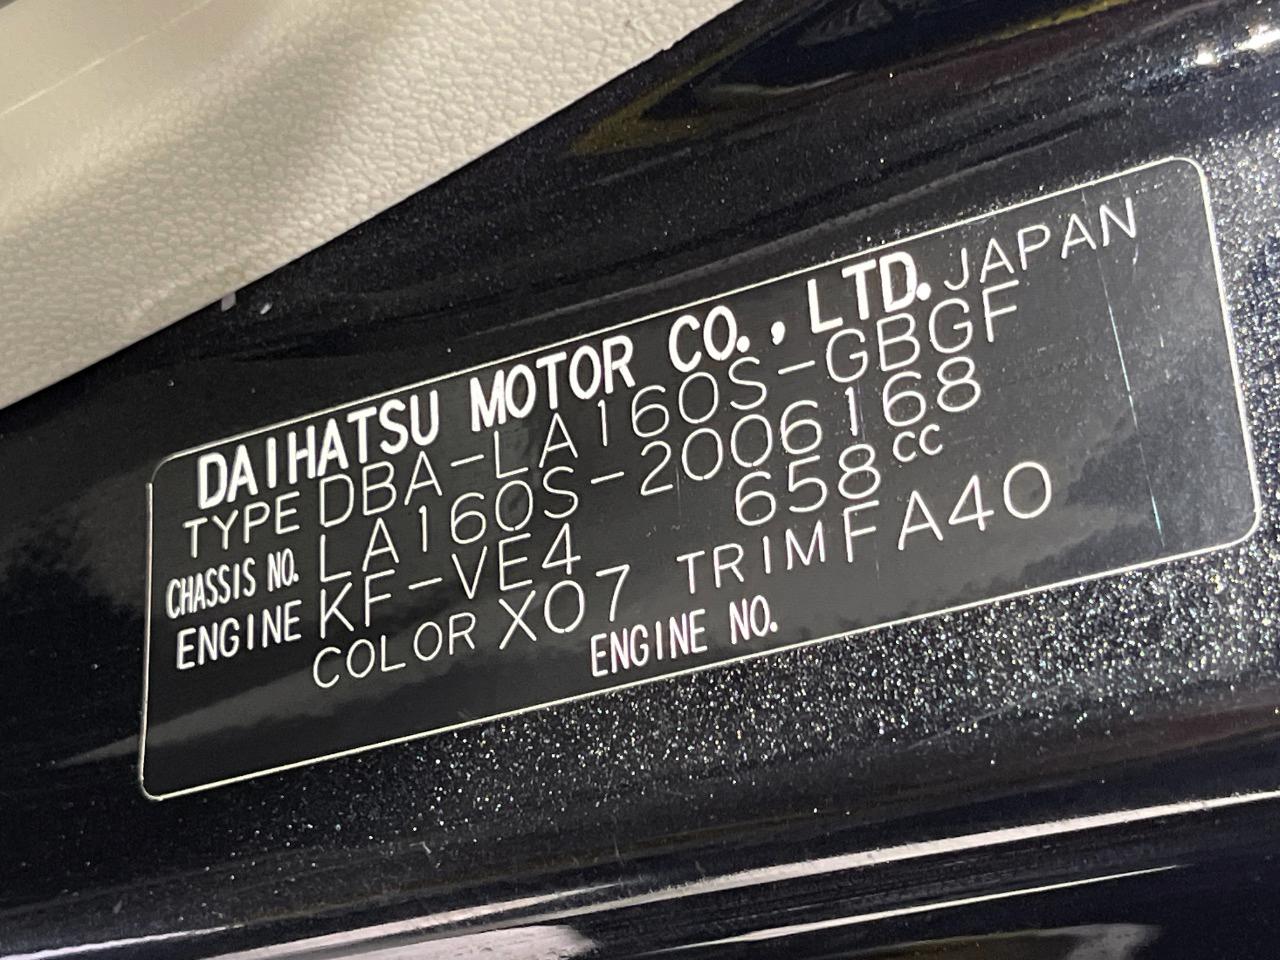 DAIHATSU MOTOR CO., LTD. JAPAN
TYPE DBA-LA160S-GBGF
CHASSIS NO. LA160S-2006168
ENGINE KF-VE4 658cc
COLOR X07 TRIM FA40
ENGINE NO.